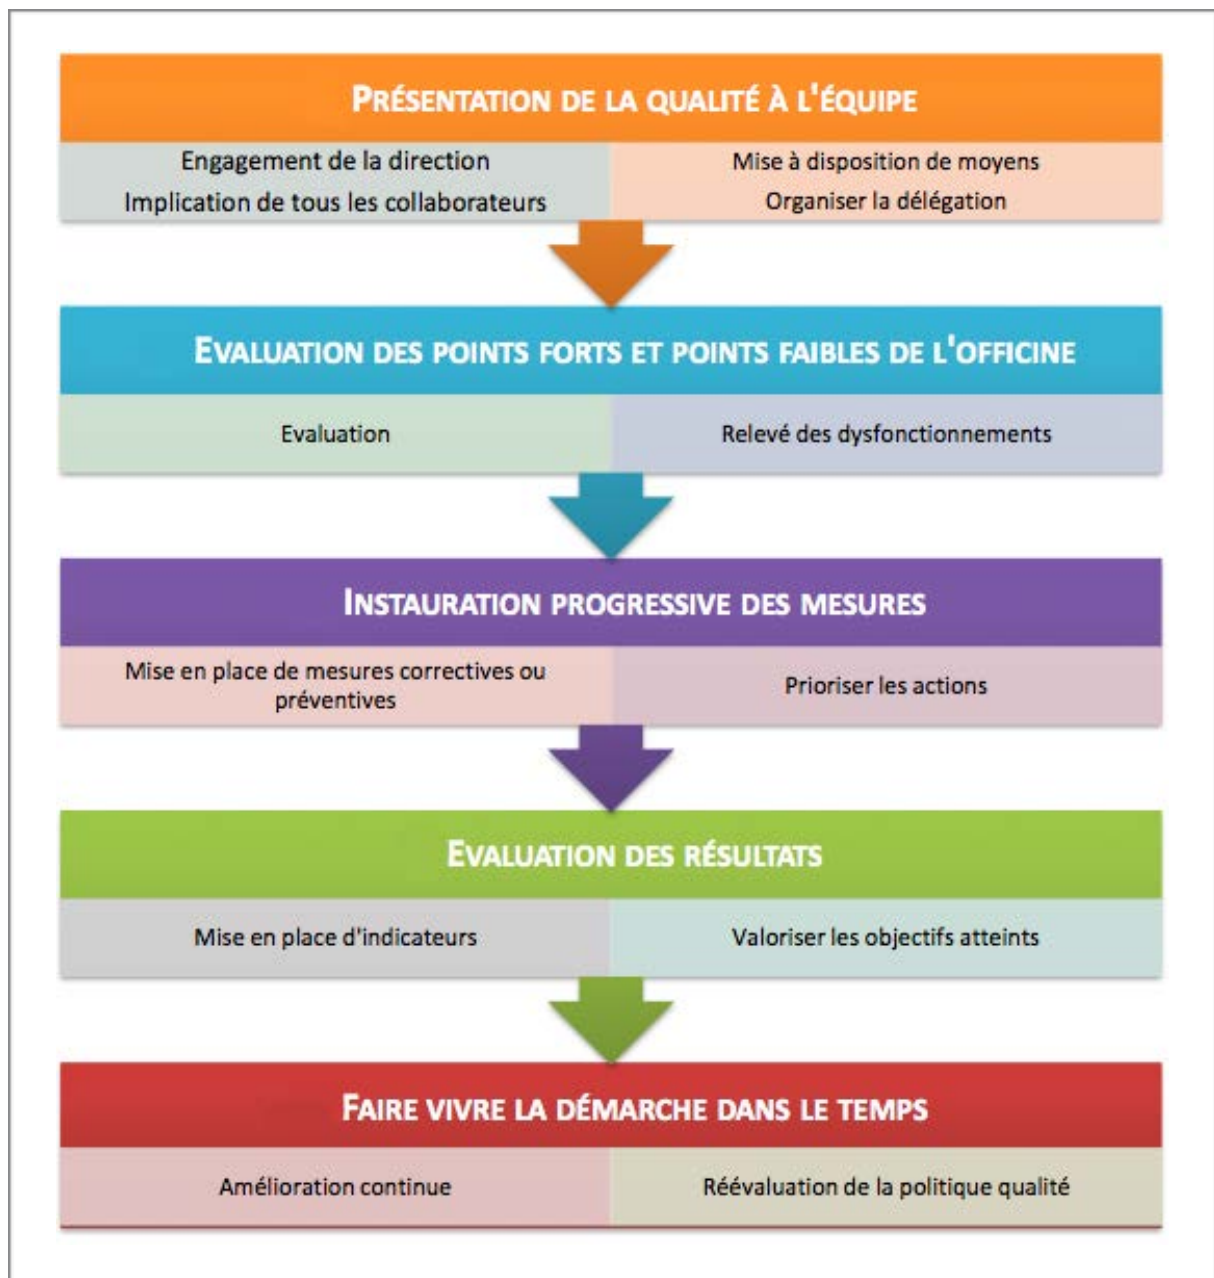 PRÉSENTATION DE LA QUALITÉ À L'ÉQUIPE
Engagement de la direction
Implication de tous les collaborateurs
Mise à disposition de moyens
Organiser la délégation
EVALUATION DES POINTS FORTS ET POINTS FAIBLES DE L'OFFICINE
Evaluation
Relevé des dysfonctionnements
INSTAURATION PROGRESSIVE DES MESURES
Mise en place de mesures correctives ou
préventives
Prioriser les actions
EVALUATION DES RÉSULTATS
Mise en place d'indicateurs
Valoriser les objectifs atteints
FAIRE VIVRE LA DÉMARCHE DANS LE TEMPS
Amélioration continue
Réévaluation de la politique qualité